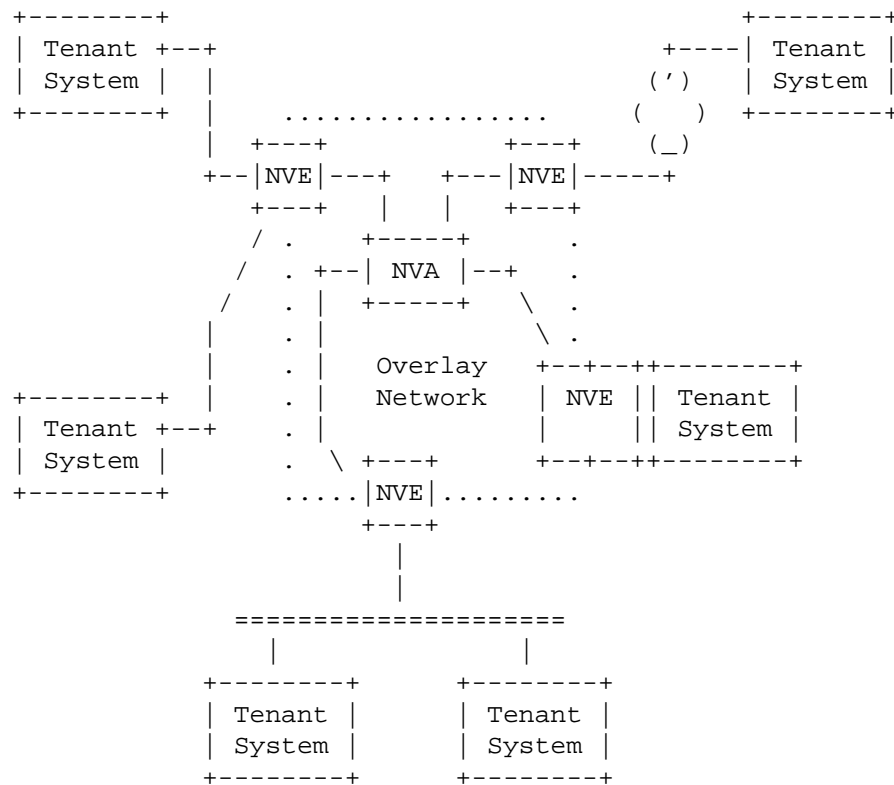 Tenant Tenant
System System
NVE NVE
NVA
Overlay
Network NVE Tenant
Tenant System
System
NVE
Tenant Tenant
System System